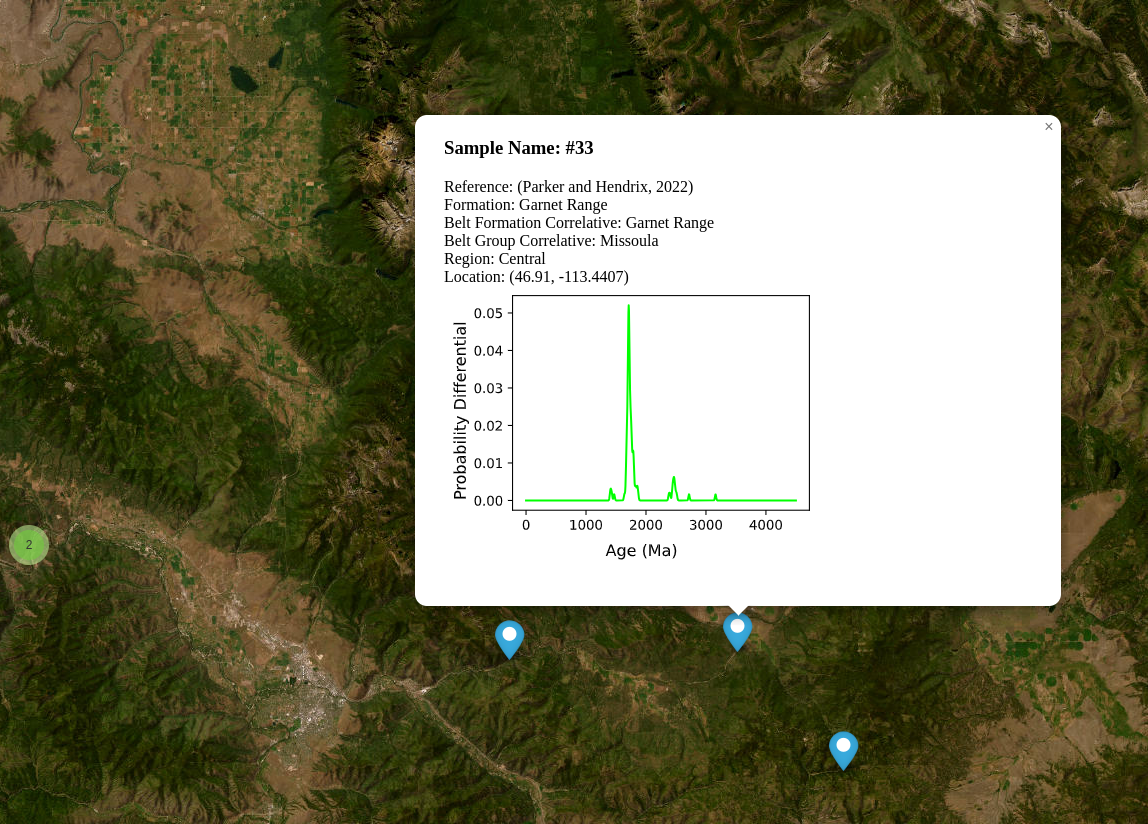 ×
Sample Name: #33
Reference: (Parker and Hendrix, 2022)
Formation: Garnet Range
Belt Formation Correlative: Garnet Range
Belt Group Correlative: Missoula
Region: Central
Location: (46.91, -113.4407)
Probability Differential
0.05
0.04
0.03
0.02
0.01
0.00
0 1000 2000 3000 4000
Age (Ma)
2